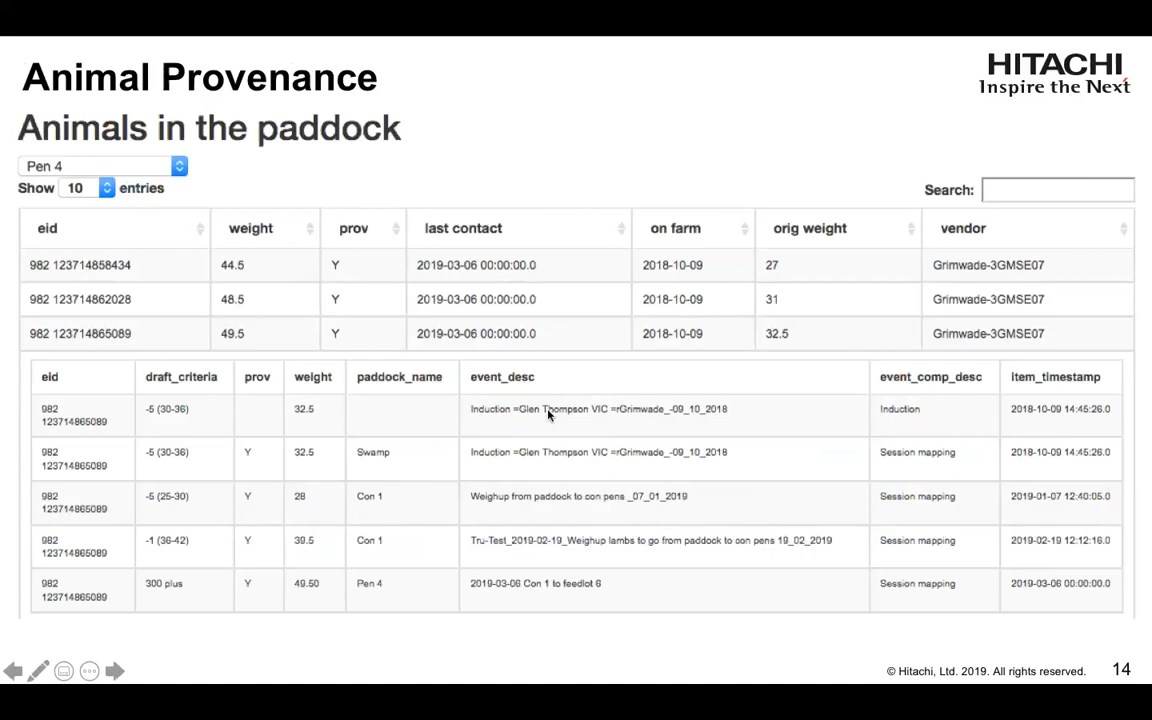 Animal Provenance
HITACHI
Inspire the Next
Animals in the paddock
Pen 4
Show 10 entries
Search:
eid weight prov last contact on farm orig weight vendor
982 123714858434 44.5 Y 2019-03-06 00:00:00.0 2018-10-09 27 Grimwade-3GMSE07
982 123714862028 48.5 Y 2019-03-06 00:00:00.0 2018-10-09 31 Grimwade-3GMSE07
982 123714865089 49.5 Y 2019-03-06 00:00:00.0 2018-10-09 32.5 Grimwade-3GMSE07
eid draft_criteria prov weight paddock_name event_desc event_comp_desc item_timestamp
982 -5 (30-36) 32.5 Induction =Glen Thompson VIC =rGrimwade_-09_10_2018 Induction 2018-10-09 14:45:26.0
123714865089
982 -5 (30-36) Y 32.5 Swamp Induction =Glen Thompson VIC =rGrimwade_-09_10_2018 Session mapping 2018-10-09 14:45:26.0
123714865089
982 -5 (25-30) Y 28 Con 1 Weighup from paddock to con pens _07_01_2019 Session mapping 2019-01-07 12:40:05.0
123714865089
982 -1 (36-42) Y 39.5 Con 1 Tru-Test_2019-02-19_Weighup lambs to go from paddock to con pens 19_02_2019 Session mapping 2019-02-19 12:12:16.0
123714865089
982 300 plus Y 49.50 Pen 4 2019-03-06 Con 1 to feedlot 6 Session mapping 2019-03-06 00:00:00.0
123714865089
© Hitachi, Ltd. 2019. All rights reserved. 14